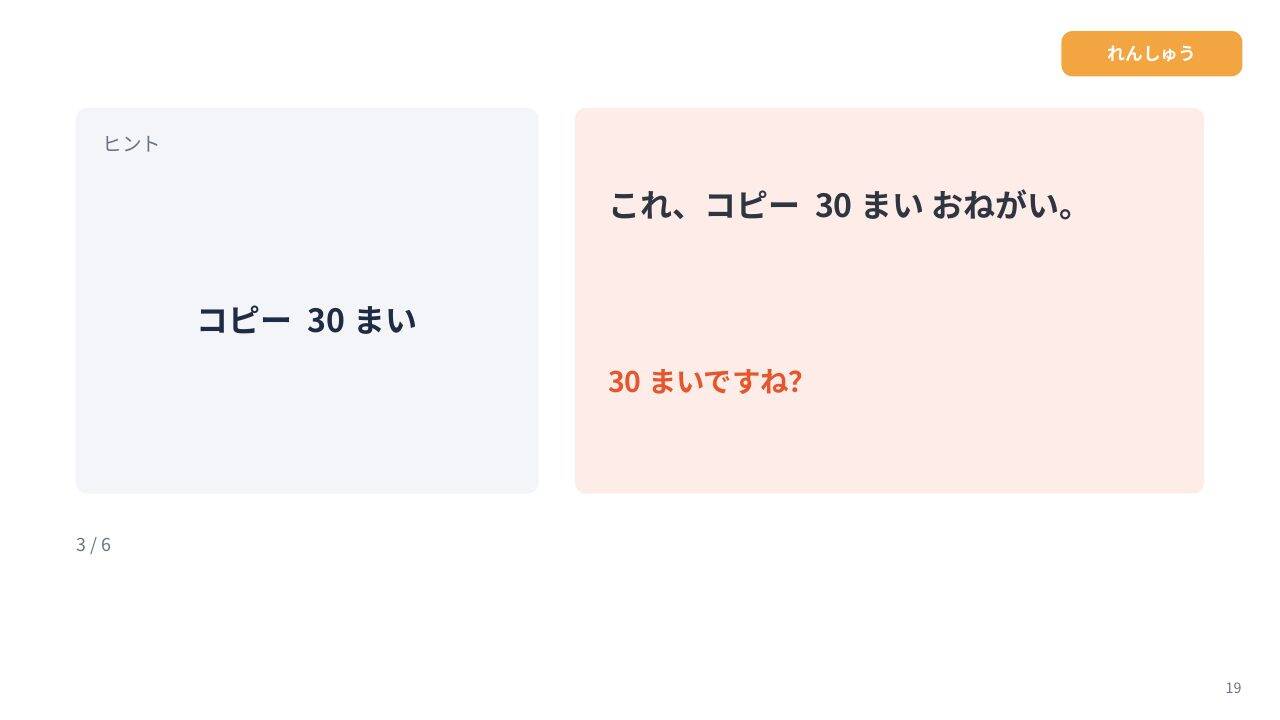 れんしゅう
ヒント
コピー 30 まい
これ、コピー 30 まい おねがい。
30 まいですね?
3 / 6
19